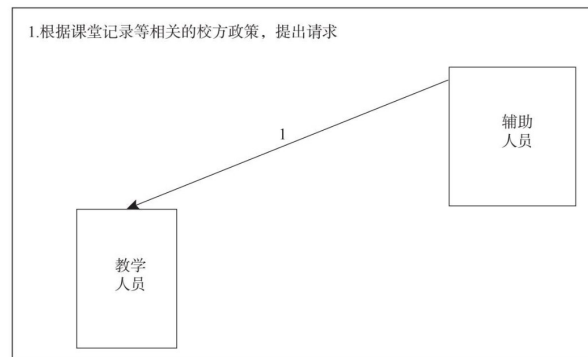 1.根据课堂记录等相关的校方政策，提出请求
辅助
人员
1
教学
人员